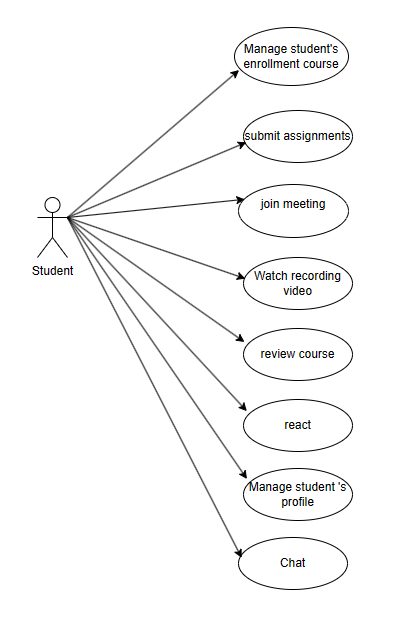 Manage student's
enrollment course
submit assignments
join meeting
Student
Watch recording
video
review course
react
Manage student 's
profile
Chat